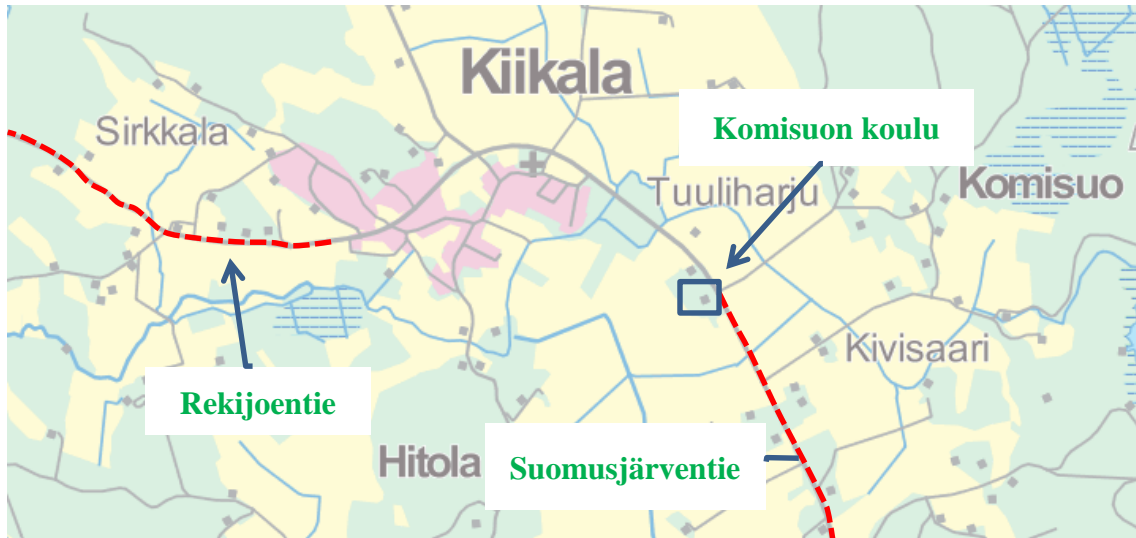 Kiikala
Sirkkala
Komisuon koulu
Tuuliharju
Komisuo
Kivisaari
Rekijoentie
Hitola
Suomusjärventie